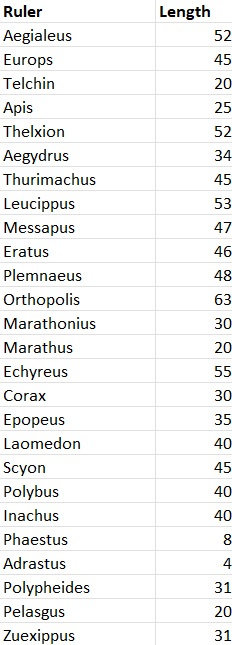 Ruler Length
Aegialeus 52
Europs 45
Telchin 20
Apis 25
Thelxion 52
Aegydrus 34
Thurimachus 45
Leucippus 53
Messapus 47
Eratus 46
Plemnaeus 48
Orthopolis 63
Marathonius 30
Marathus 20
Echyreus 55
Corax 30
Epopeus 35
Laomedon 40
Scyon 45
Polybus 40
Inachus 40
Phaestus 8
Adrastus 4
Polypheides 31
Pelasgus 20
Zuexippus 31